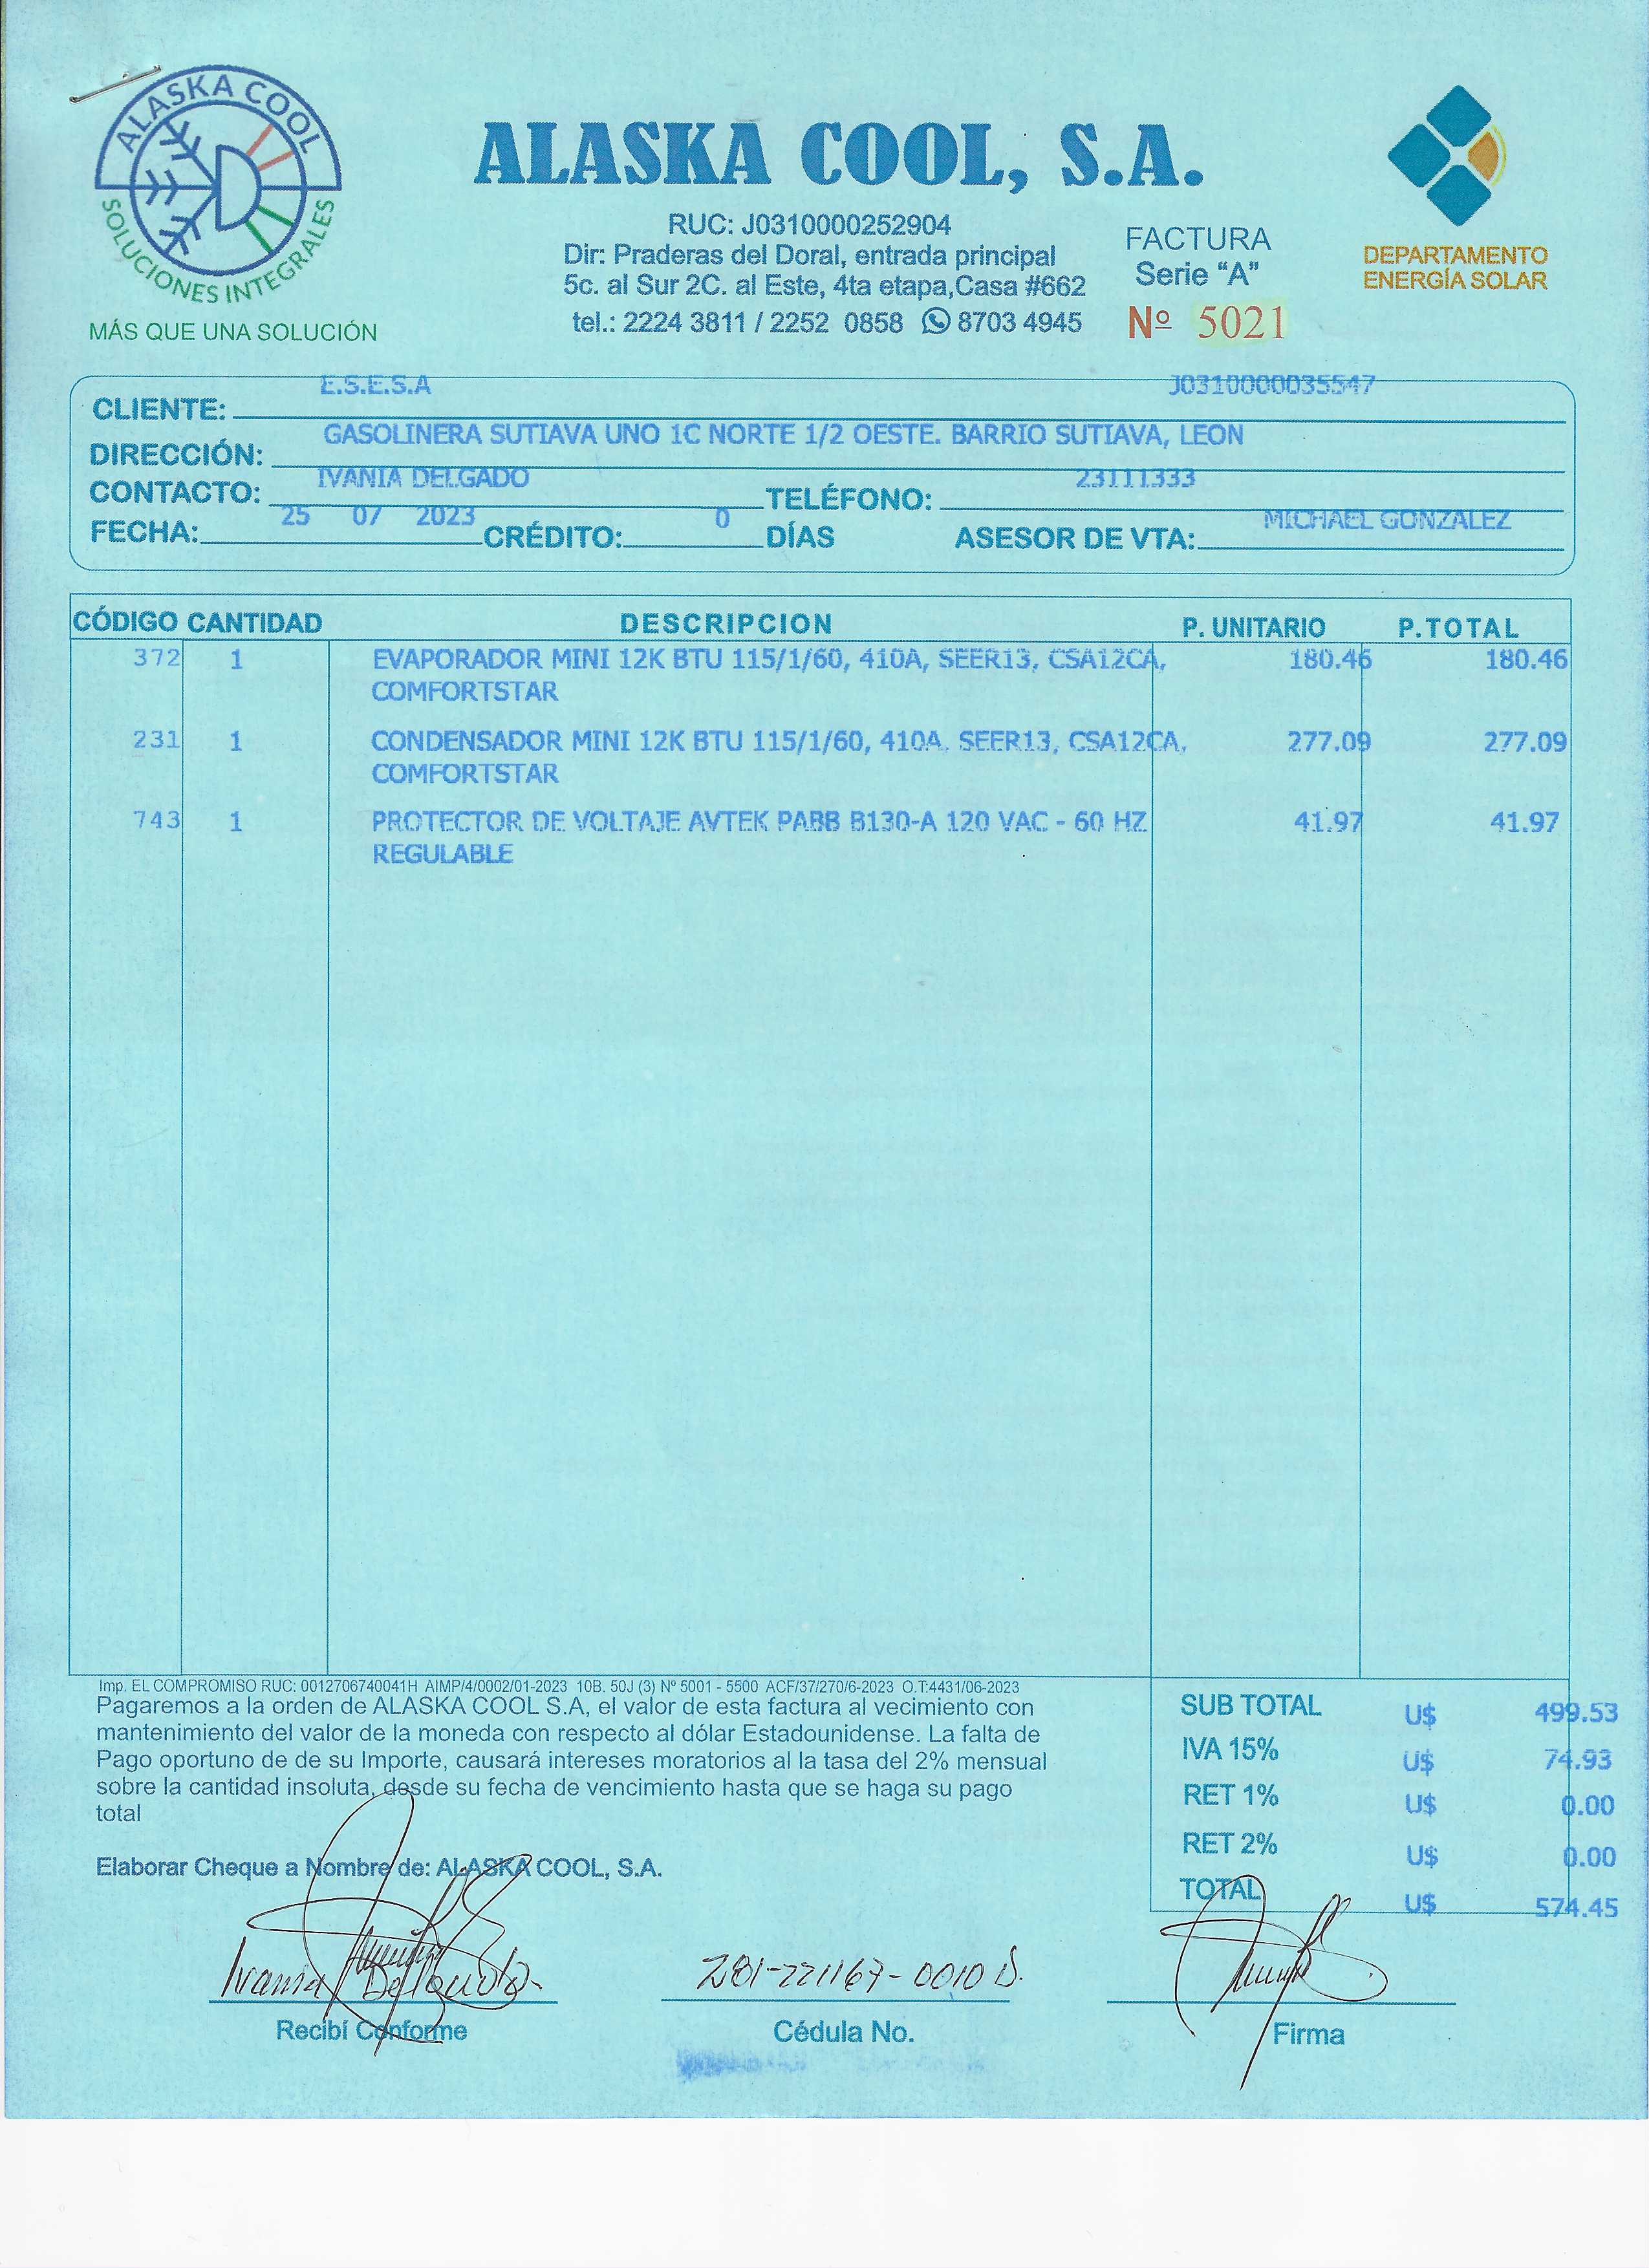 ALASKA COOL
SOLUCIONES INTEGRALES
MÁS QUE UNA SOLUCIÓN
ALASKA COOL, S.A.
RUC: J0310000252904
Dir: Praderas del Doral, entrada principal
5c. al Sur 2C. al Este, 4ta etapa,Casa #662
tel.: 2224 3811 / 2252 0858 8703 4945
FACTURA
Serie "A"
Nº 5021
DEPARTAMENTO
ENERGÍA SOLAR
CLIENTE: E.S.E.S.A J0310000035547
DIRECCIÓN: GASOLINERA SUTIAVA UNO 1C NORTE 1/2 OESTE. BARRIO SUTIAVA, LEON
CONTACTO: IVANIA DELGADO TELÉFONO: 23111333
FECHA: 25 07 2023 CRÉDITO: 0 DÍAS ASESOR DE VTA: MICHAEL GONZALEZ
CÓDIGO CANTIDAD DESCRIPCION P. UNITARIO P.TOTAL
372 1 EVAPORADOR MINI 12K BTU 115/1/60, 410A, SEER13, CSA12CA, 180.46 180.46
COMFORTSTAR
231 1 CONDENSADOR MINI 12K BTU 115/1/60, 410A, SEER13, CSA12CA, 277.09 277.09
COMFORTSTAR
743 1 PROTECTOR DE VOLTAJE AVTEK PABB B130-A 120 VAC - 60 HZ 41.97 41.97
REGULABLE
Imp. EL COMPROMISO RUC: 0012706740041H AIMP/4/0002/01-2023 10B. 50J (3) Nº 5001 - 5500 ACF/37/270/6-2023 O.T:4431/06-2023
Pagaremos a la orden de ALASKA COOL S.A, el valor de esta factura al vecimiento con
mantenimiento del valor de la moneda con respecto al dólar Estadounidense. La falta de
Pago oportuno de de su Importe, causará intereses moratorios al la tasa del 2% mensual
sobre la cantidad insoluta, desde su fecha de vencimiento hasta que se haga su pago
total
Elaborar Cheque a Nombre de: ALASKA COOL, S.A.
SUB TOTAL U$ 499.53
IVA 15% U$ 74.93
RET 1% U$ 0.00
RET 2% U$ 0.00
TOTAL U$ 574.45
Ivania Delgado 281-221167-0010 S.
Recibí Conforme Cédula No. Firma